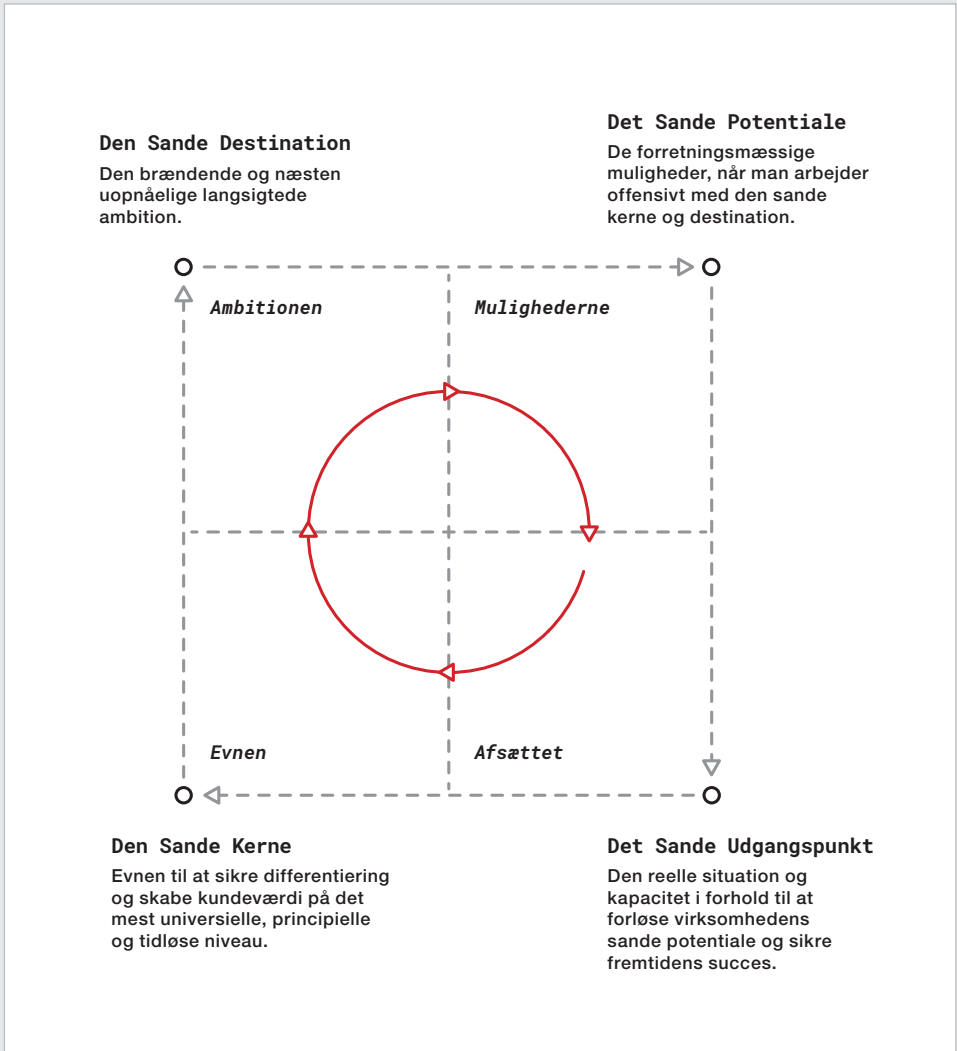 Den Sande Destination
Den brændende og næsten
uopnåelige langsigtede
ambition.
Det Sande Potentiale
De forretningsmæssige
muligheder, når man arbejder
offensivt med den sande
kerne og destination.
Ambitionen
Mulighederne
Evnen
Afsættet
Den Sande Kerne
Evnen til at sikre differentiering
og skabe kundeværdi på det
mest universielle, principielle
og tidløse niveau.
Det Sande Udgangspunkt
Den reelle situation og
kapacitet i forhold til at
forløse virksomhedens
sande potentiale og sikre
fremtidens succes.